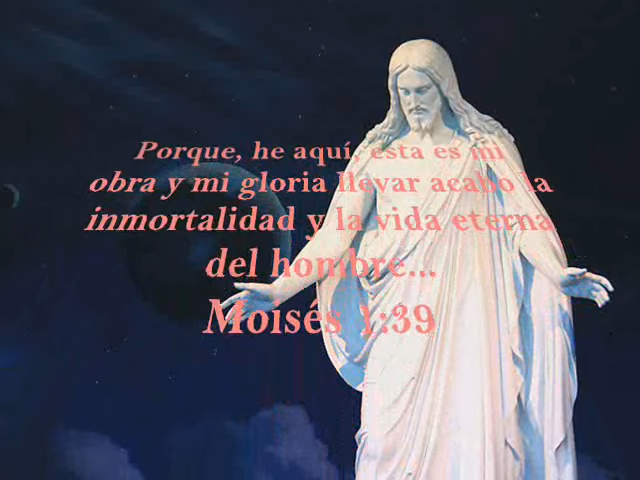 Porque, he aquí, esta es mi
obra y mi gloria llevar acabo la
inmortalidad y la vida eterna
del hombre...
Moisés 1:39